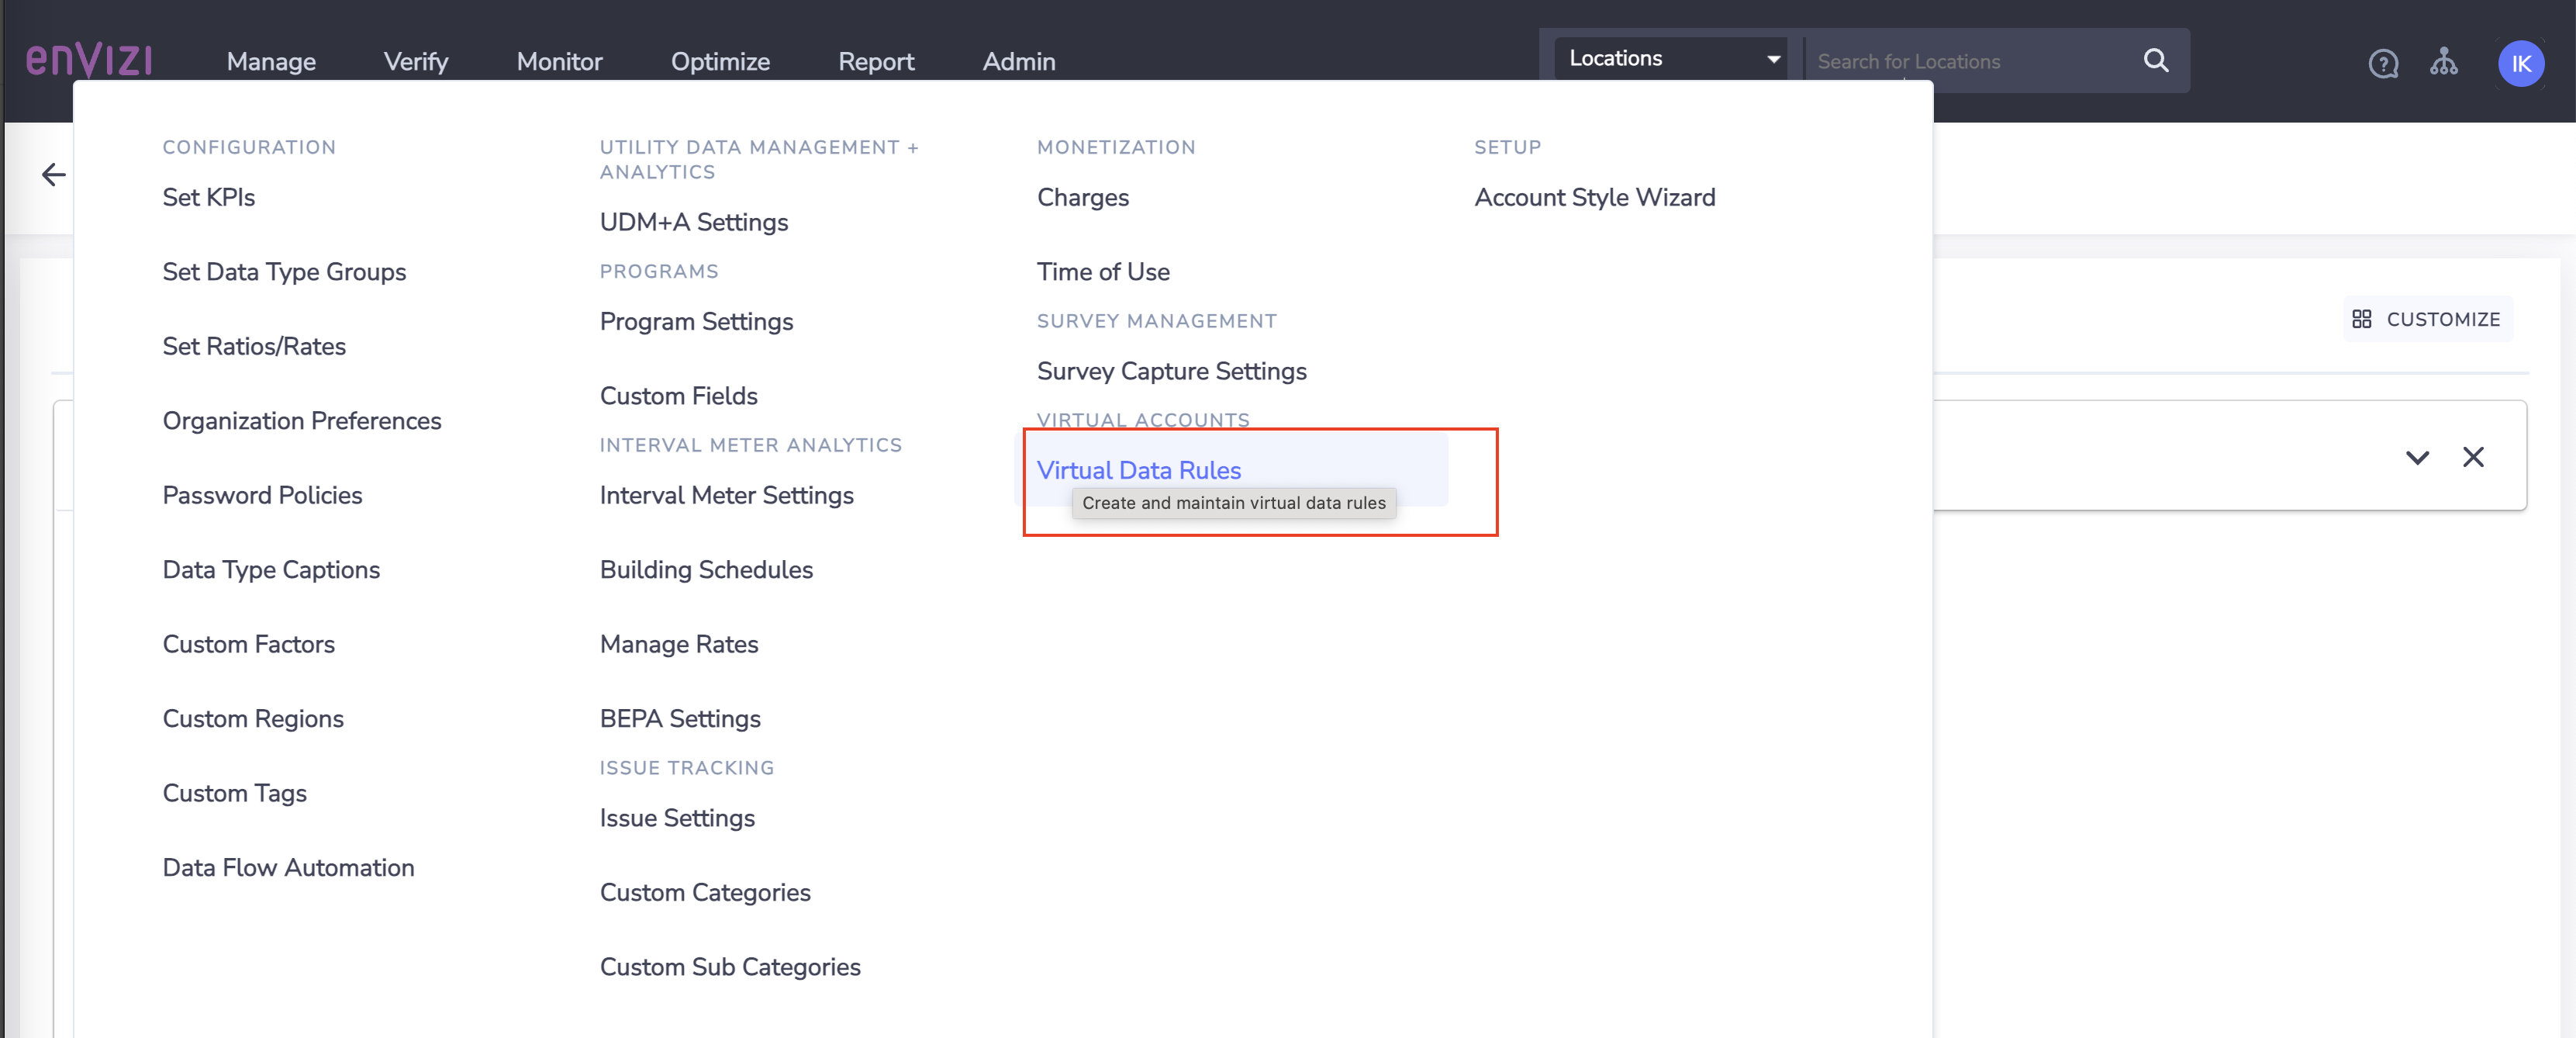 enVIZI
Manage
Verify
Monitor
Optimize
Report
Admin
Locations
Search for Locations
IK
CONFIGURATION
Set KPIs
Set Data Type Groups
Set Ratios/Rates
Organization Preferences
Password Policies
Data Type Captions
Custom Factors
Custom Regions
Custom Tags
Data Flow Automation
UTILITY DATA MANAGEMENT +
ANALYTICS
UDM+A Settings
PROGRAMS
Program Settings
Custom Fields
INTERVAL METER ANALYTICS
Interval Meter Settings
Building Schedules
Manage Rates
BEPA Settings
ISSUE TRACKING
Issue Settings
Custom Categories
Custom Sub Categories
MONETIZATION
Charges
Time of Use
SURVEY MANAGEMENT
Survey Capture Settings
VIRTUAL ACCOUNTS
Virtual Data Rules
Create and maintain virtual data rules
SETUP
Account Style Wizard
CUSTOMIZE